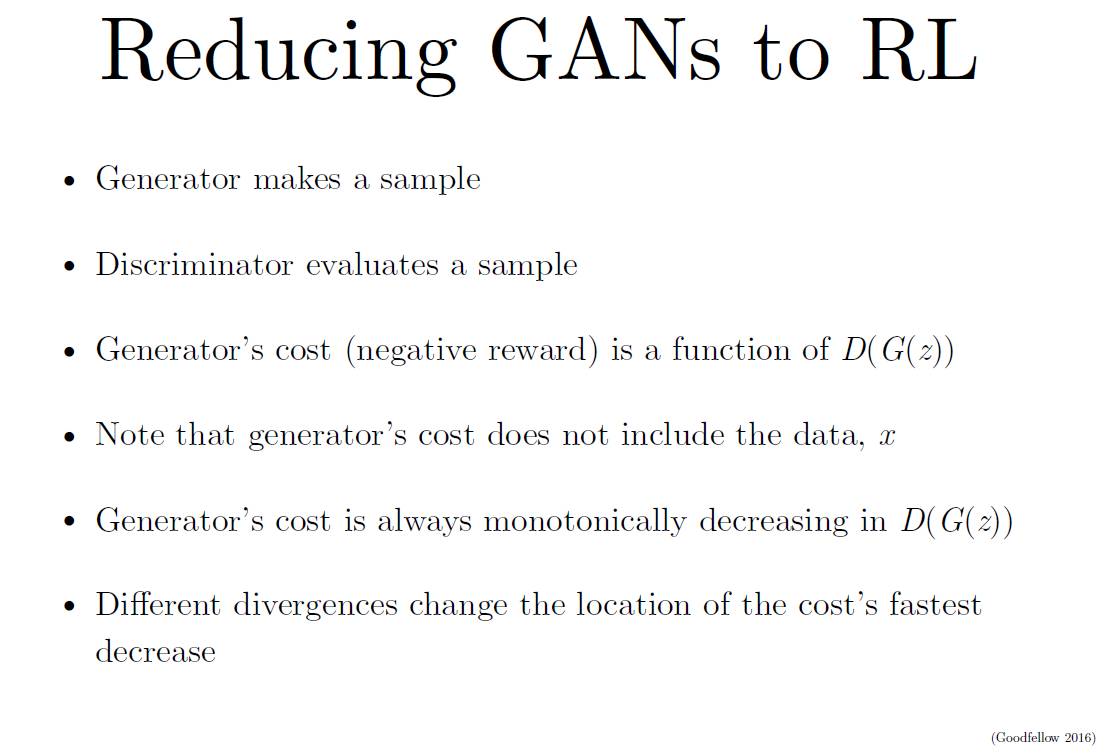 Reducing GANs to RL
• Generator makes a sample
• Discriminator evaluates a sample
• Generator’s cost (negative reward) is a function of D(G(z))
• Note that generator’s cost does not include the data, x
• Generator’s cost is always monotonically decreasing in D(G(z))
• Different divergences change the location of the cost’s fastest
decrease
(Goodfellow 2016)